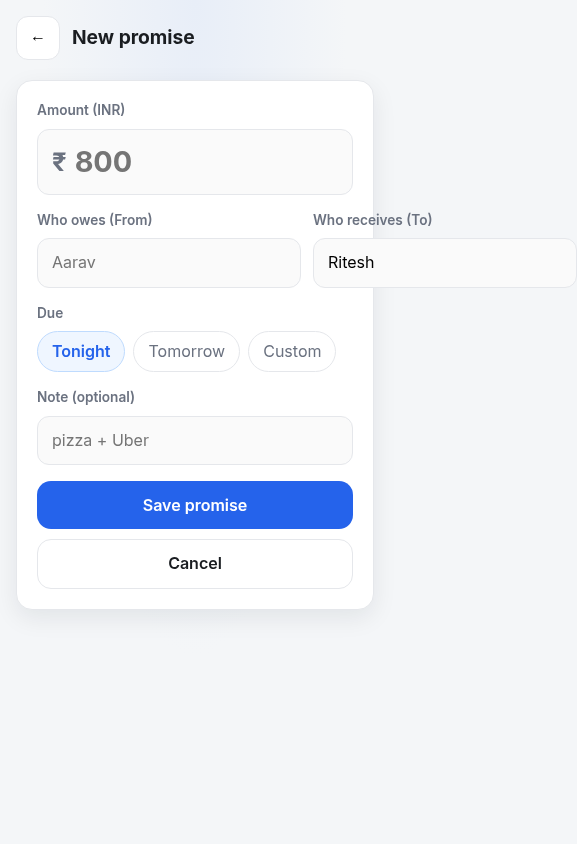 ← New promise
Amount (INR)
₹ 800
Who owes (From) Who receives (To)
Aarav Ritesh
Due
Tonight Tomorrow Custom
Note (optional)
pizza + Uber
Save promise
Cancel